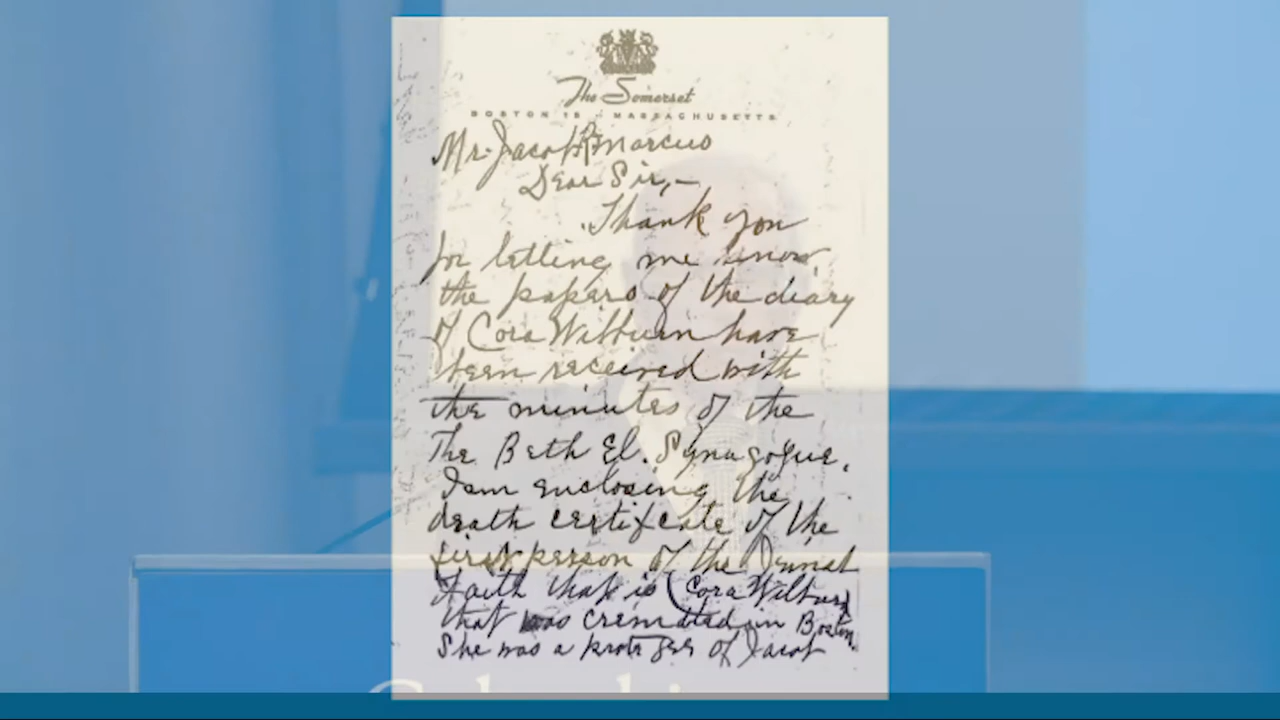 The Somerset
BOSTON 15 - MASSACHUSETTS
Mr. Jacob R Marcus
Dear Sir,—
Thank you
for letting me know
the papers of the diary
of Cora Wilburn have
been received with
the minutes of the
The Beth El. Synagogue.
I am enclosing the
death certificate of the
first person of the
Faith that is (Cora Wilburn)
that was cremated in Boston.
She was a protegee of Jacob